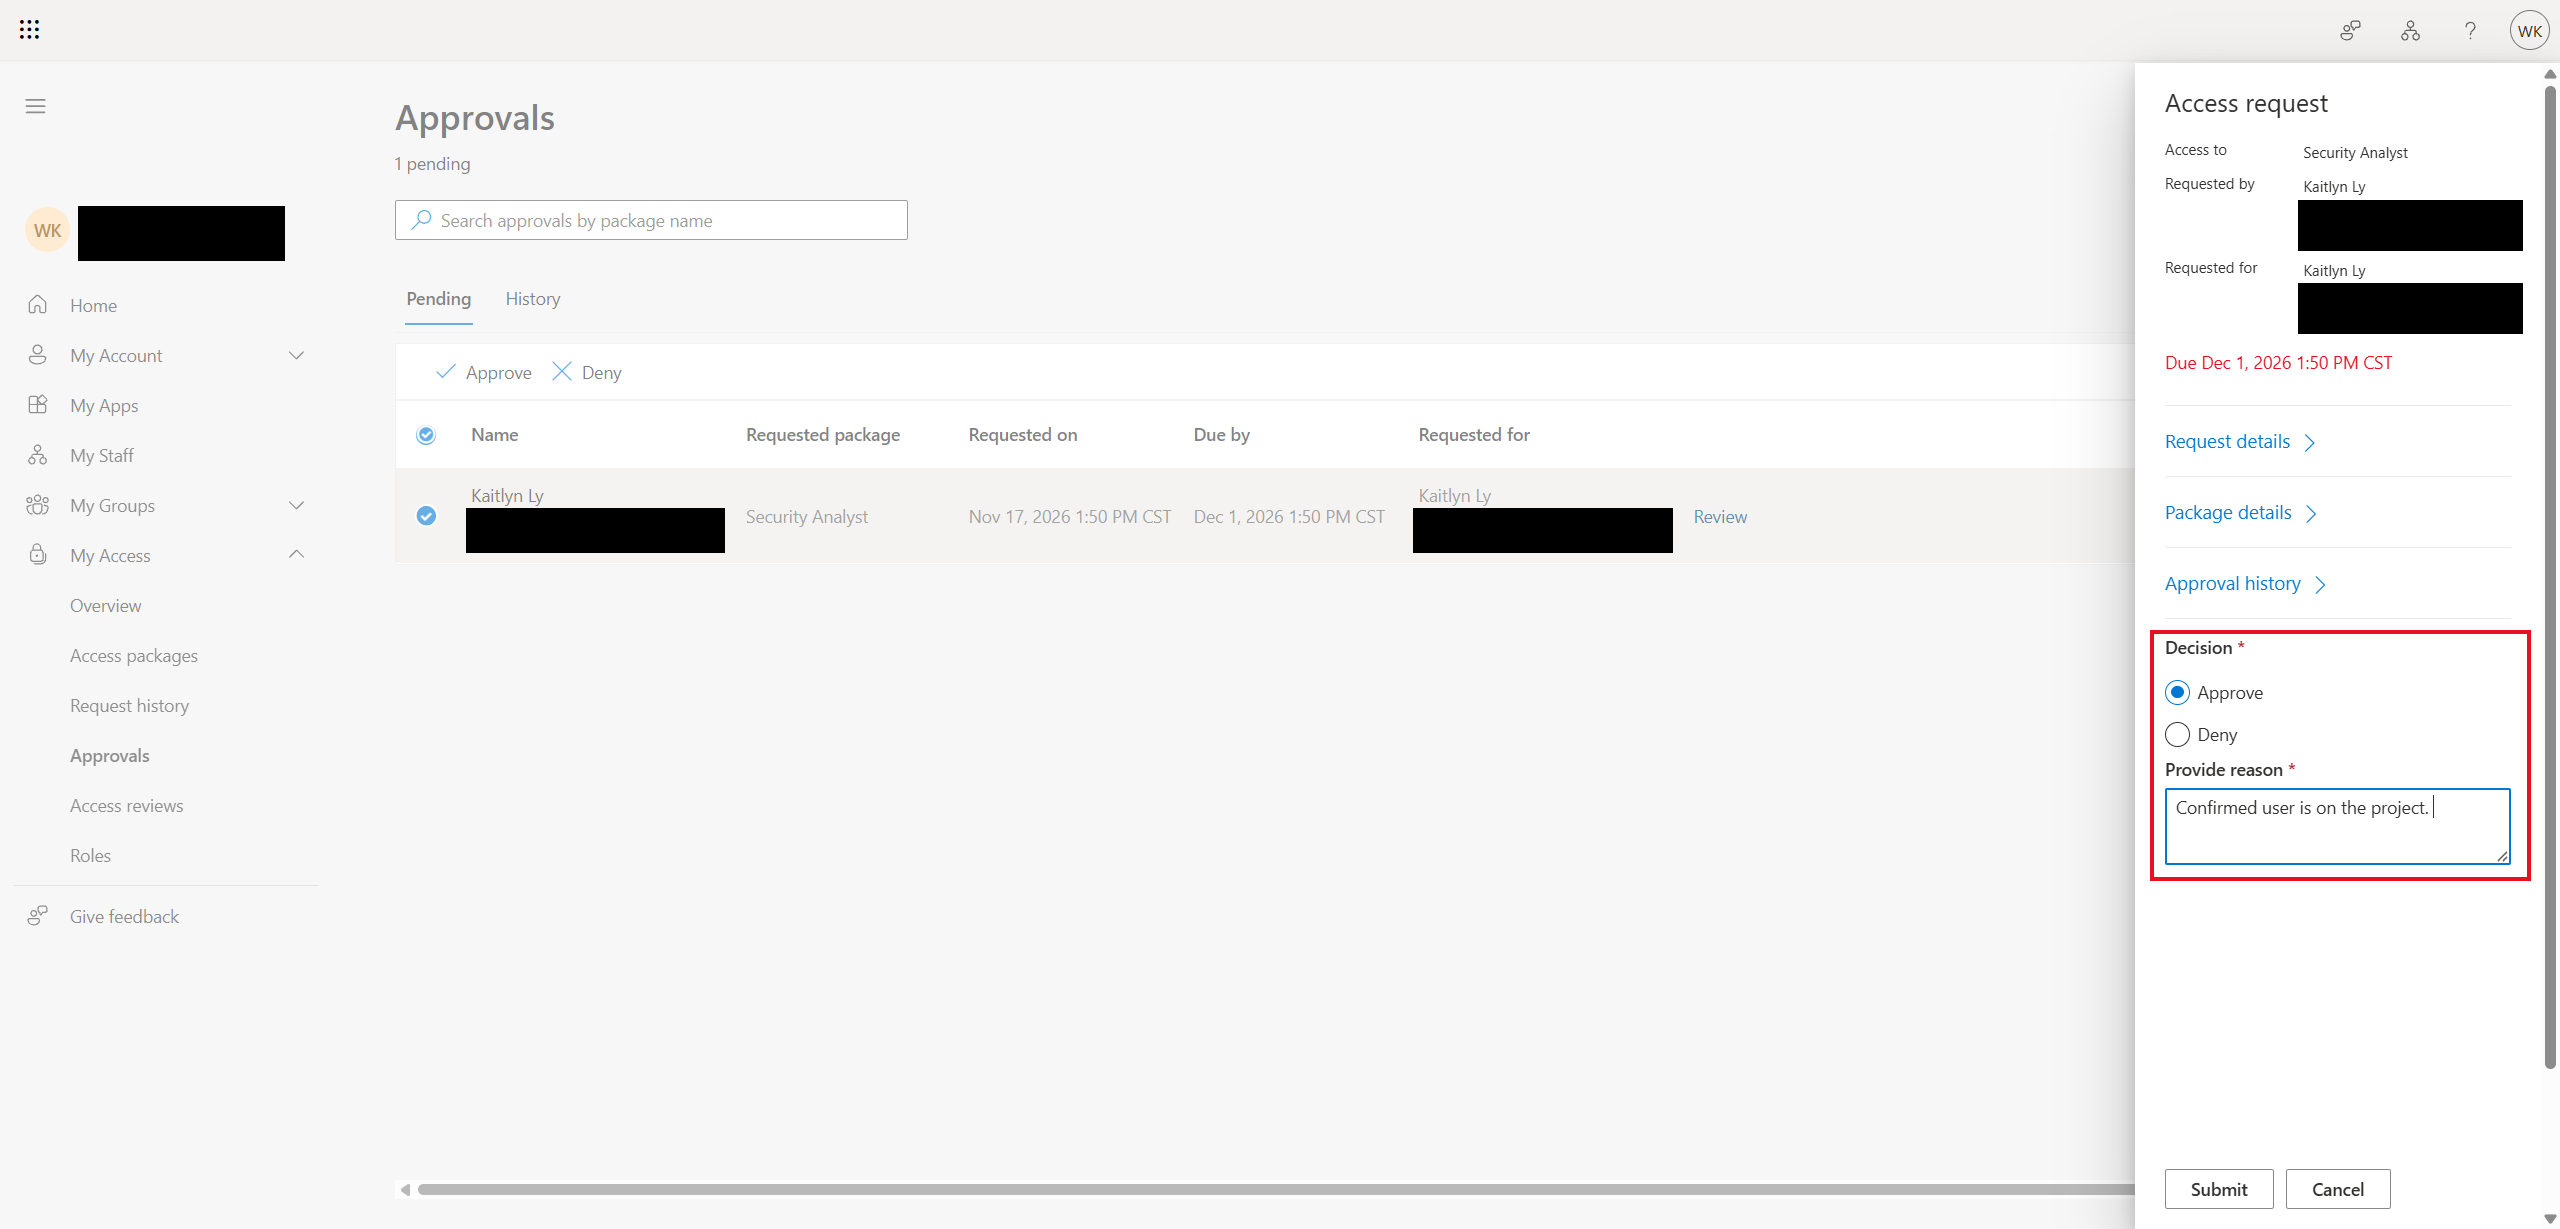 WK
WK
Home
My Account
My Apps
My Staff
My Groups
My Access
Overview
Access packages
Request history
Approvals
Access reviews
Roles
Give feedback
Approvals
1 pending
Search approvals by package name
Pending History
Approve Deny
Name Requested package Requested on Due by Requested for
Kaitlyn Ly Security Analyst Nov 17, 2026 1:50 PM CST Dec 1, 2026 1:50 PM CST Kaitlyn Ly Review
Access request
Access to Security Analyst
Requested by Kaitlyn Ly
Requested for Kaitlyn Ly
Due Dec 1, 2026 1:50 PM CST
Request details
Package details
Approval history
Decision *
Approve
Deny
Provide reason *
Confirmed user is on the project.
Submit Cancel